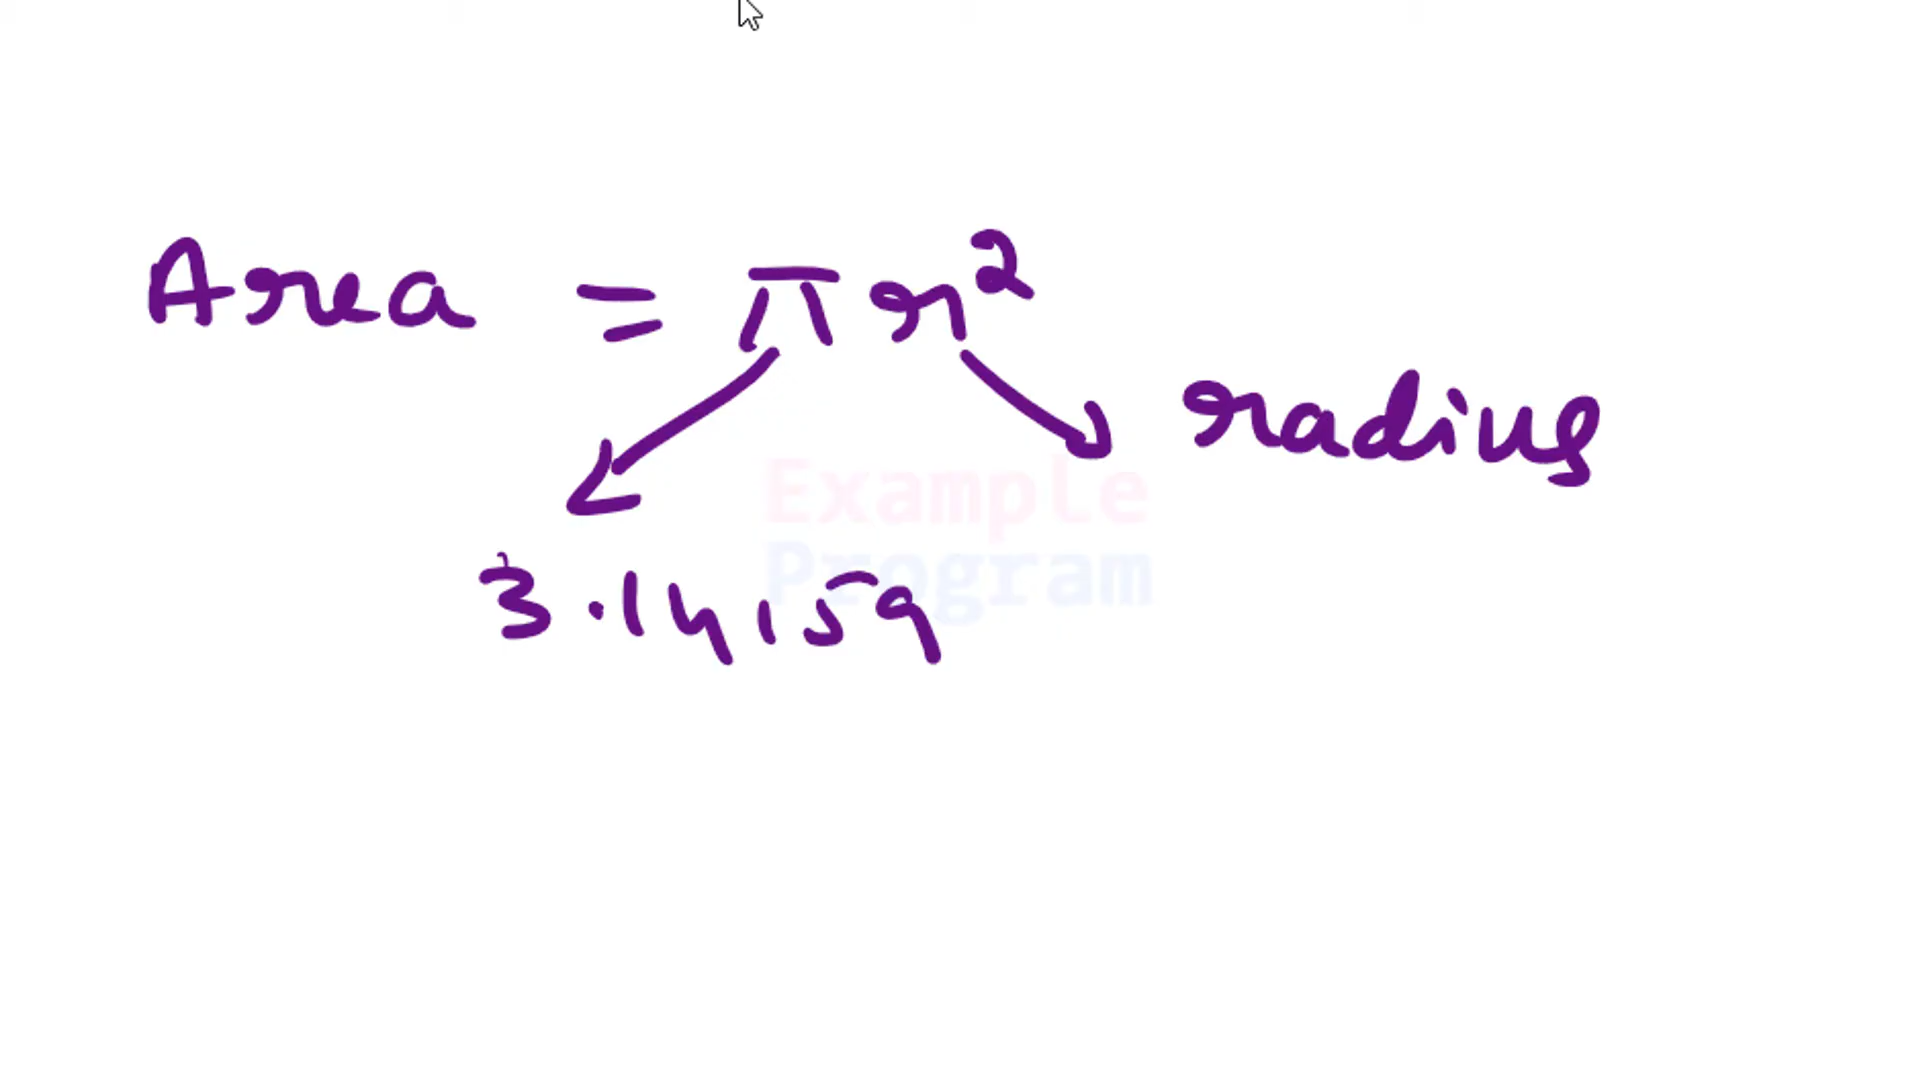 Area = πr²
radius
Example
Program
3.14159